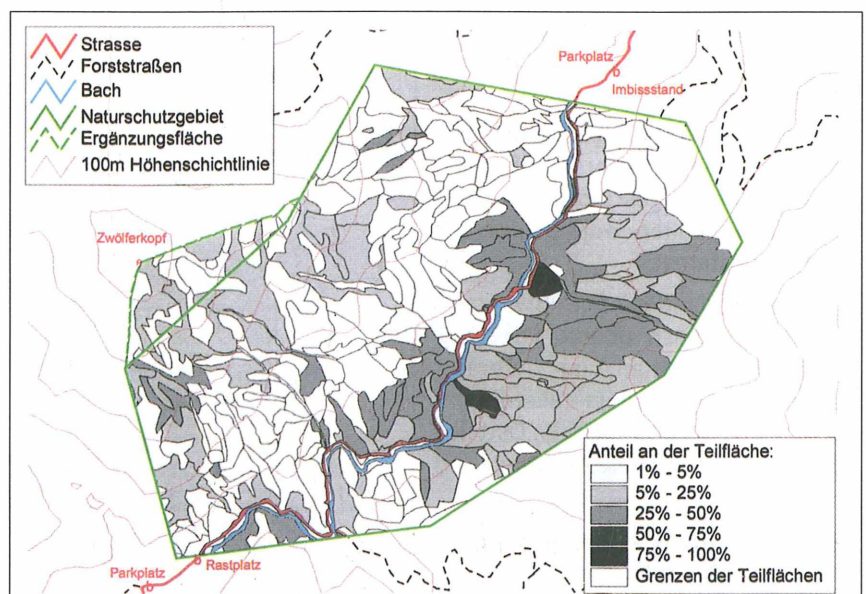 Strasse
Forststraßen
Bach
Naturschutzgebiet
Ergänzungsfläche
100m Höhenschichtlinie
Parkplatz
Imbissstand
Zwölferkopf
Anteil an der Teilfläche:
1% - 5%
5% - 25%
25% - 50%
50% - 75%
75% - 100%
Grenzen der Teilflächen
Rastplatz
Parkplatz